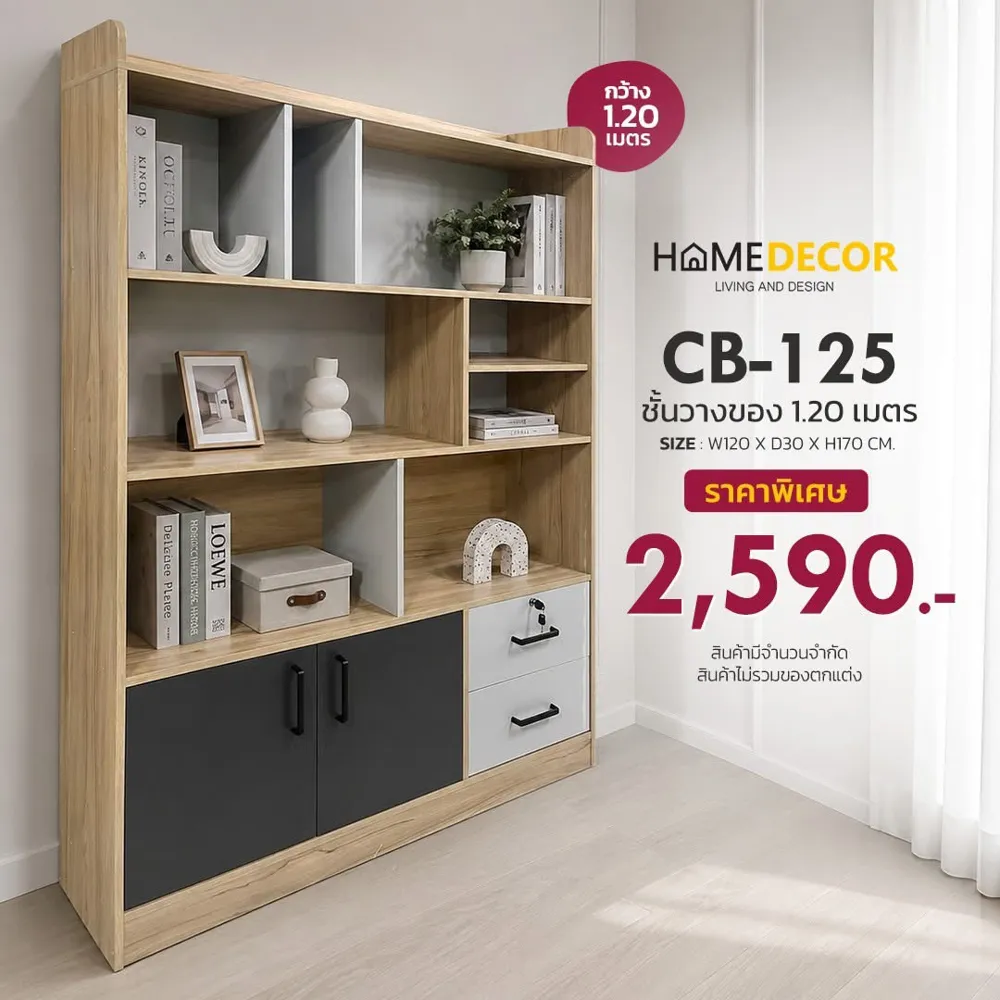 กว้าง
1.20
เมตร
HOMEDECOR
LIVING AND DESIGN
CB-125
ชั้นวางของ 1.20 เมตร
SIZE : W120 X D30 X H170 CM.
ราคาพิเศษ
2,590.-
สินค้ามีจำนวนจำกัด
สินค้าไม่รวมของตกแต่ง
KINOEK
LOEWE